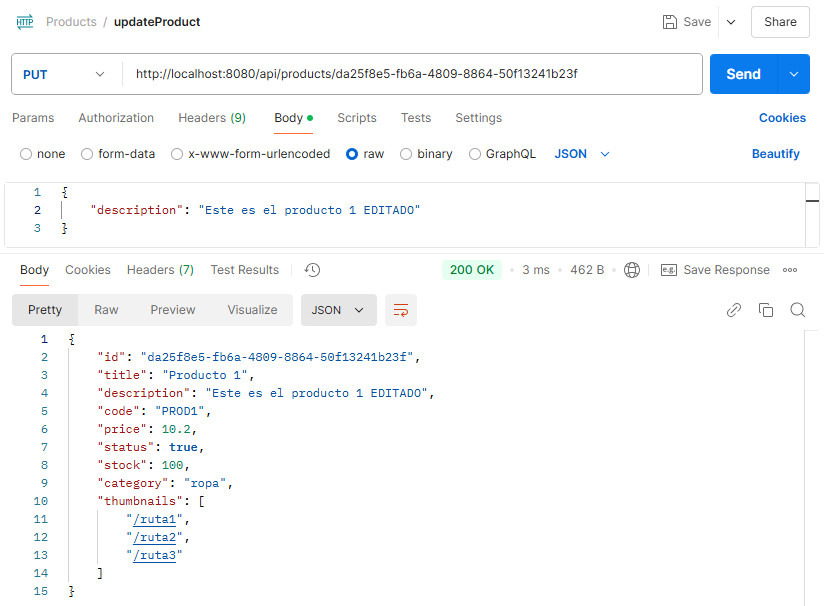 HTTP Products / updateProduct Save Share
PUT http://localhost:8080/api/products/da25f8e5-fb6a-4809-8864-50f13241b23f Send
Params Authorization Headers (9) Body Scripts Tests Settings Cookies
none form-data x-www-form-urlencoded raw binary GraphQL JSON Beautify
1 {
2 "description": "Este es el producto 1 EDITADO"
3 }
Body Cookies Headers (7) Test Results 200 OK 3 ms 462 B e.g. Save Response
Pretty Raw Preview Visualize JSON
1 {
2 "id": "da25f8e5-fb6a-4809-8864-50f13241b23f",
3 "title": "Producto 1",
4 "description": "Este es el producto 1 EDITADO",
5 "code": "PROD1",
6 "price": 10.2,
7 "status": true,
8 "stock": 100,
9 "category": "ropa",
10 "thumbnails": [
11 "/ruta1",
12 "/ruta2",
13 "/ruta3"
14 ]
15 }